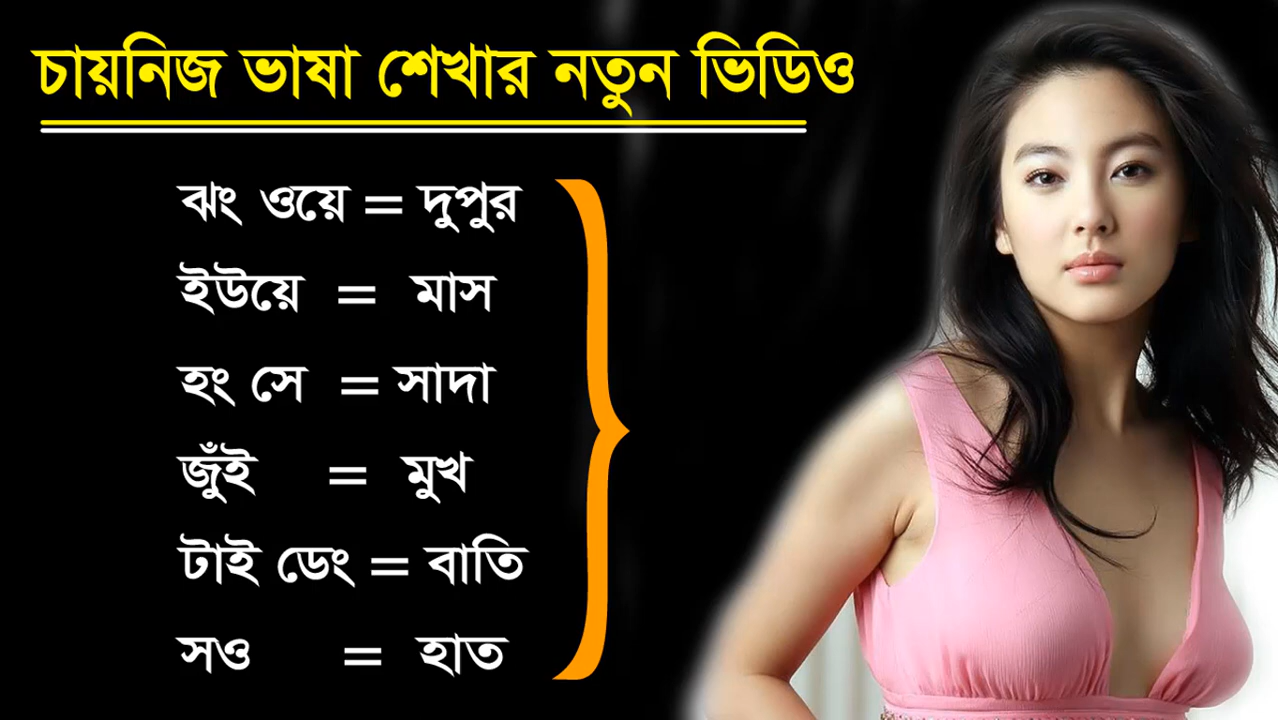 চায়নিজ ভাষা শেখার নতুন ভিডিও
ঝং ওয়ে = দুপুর
ইউয়ে = মাস
হং সে = সাদা
জুঁই = মুখ
টাই ডেং = বাতি
সও = হাত